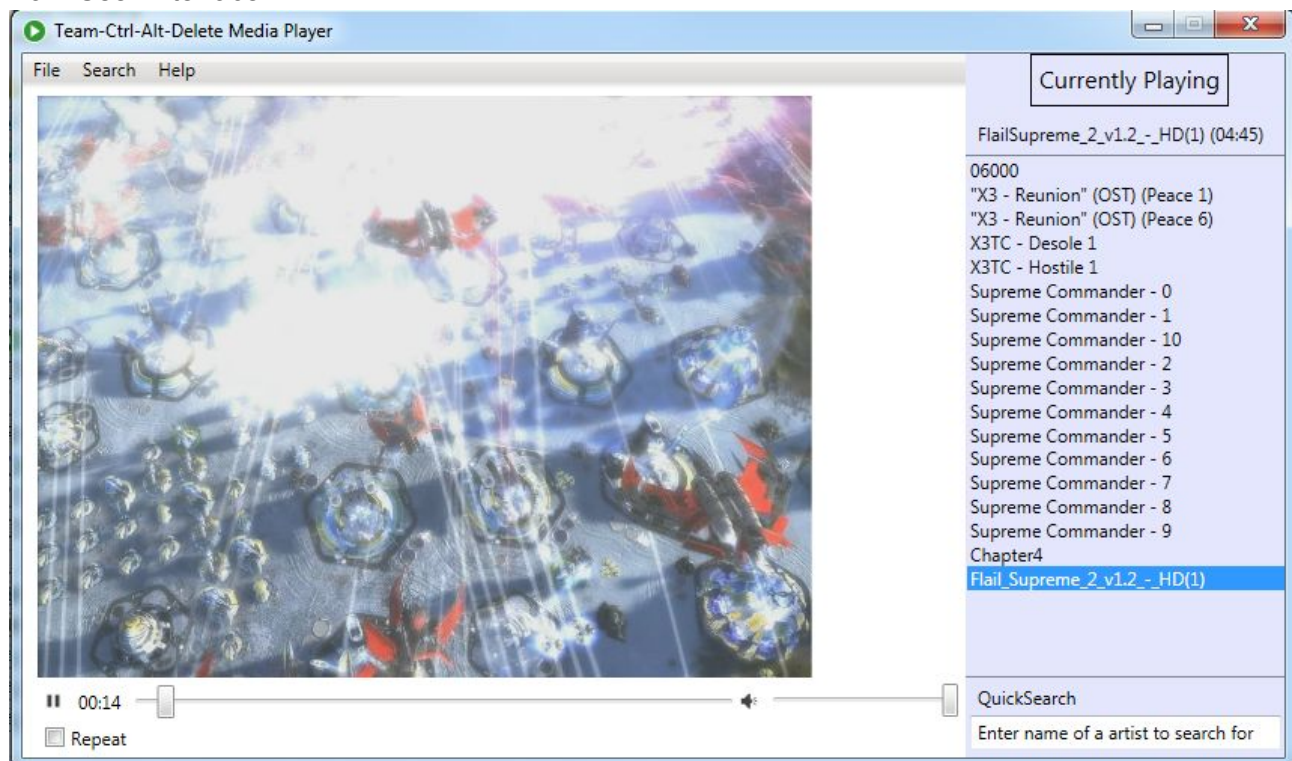 Team-Ctrl-Alt-Delete Media Player
File Search Help
Currently Playing
FlailSupreme_2_v1.2_-_HD(1) (04:45)
06000
"X3 - Reunion" (OST) (Peace 1)
"X3 - Reunion" (OST) (Peace 6)
X3TC - Desole 1
X3TC - Hostile 1
Supreme Commander - 0
Supreme Commander - 1
Supreme Commander - 10
Supreme Commander - 2
Supreme Commander - 3
Supreme Commander - 4
Supreme Commander - 5
Supreme Commander - 6
Supreme Commander - 7
Supreme Commander - 8
Supreme Commander - 9
Chapter4
Flail_Supreme_2_v1.2_-_HD(1)
00:14
Repeat
QuickSearch
Enter name of a artist to search for